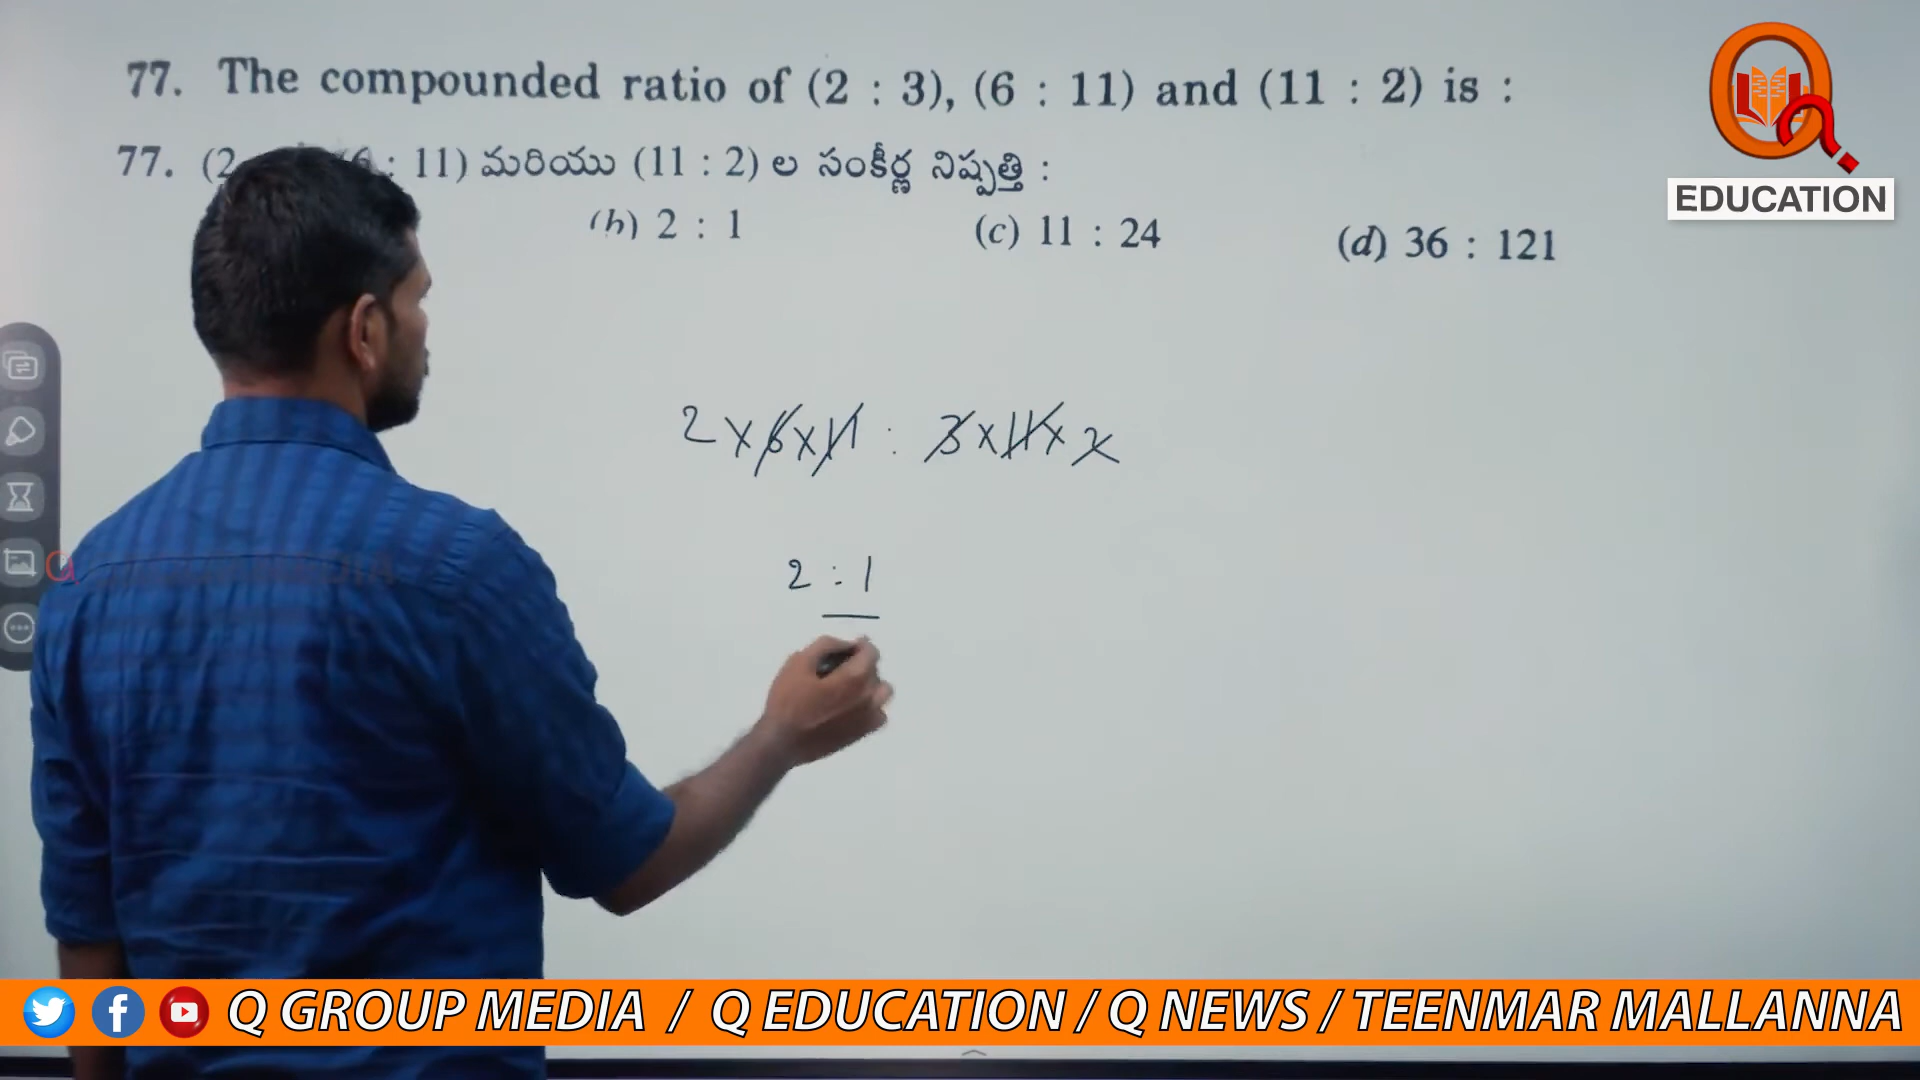 77. The compounded ratio of (2 : 3), (6 : 11) and (11 : 2) is :
77. (2 6 : 11) మరియు (11 : 2) ల సంకీర్ణ నిష్పత్తి :
(b) 2 : 1 (c) 11 : 24 (d) 36 : 121
EDUCATION
2 x 6 x 11 : 3 x 11 x 2
2 : 1
Q GROUP MEDIA / Q EDUCATION / Q NEWS / TEENMAR MALLANNA